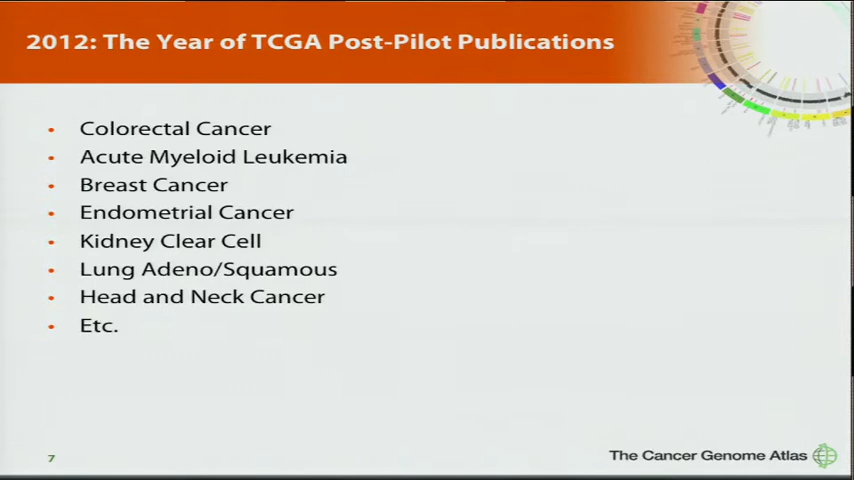 2012: The Year of TCGA Post-Pilot Publications
• Colorectal Cancer
• Acute Myeloid Leukemia
• Breast Cancer
• Endometrial Cancer
• Kidney Clear Cell
• Lung Adeno/Squamous
• Head and Neck Cancer
• Etc.
7
The Cancer Genome Atlas